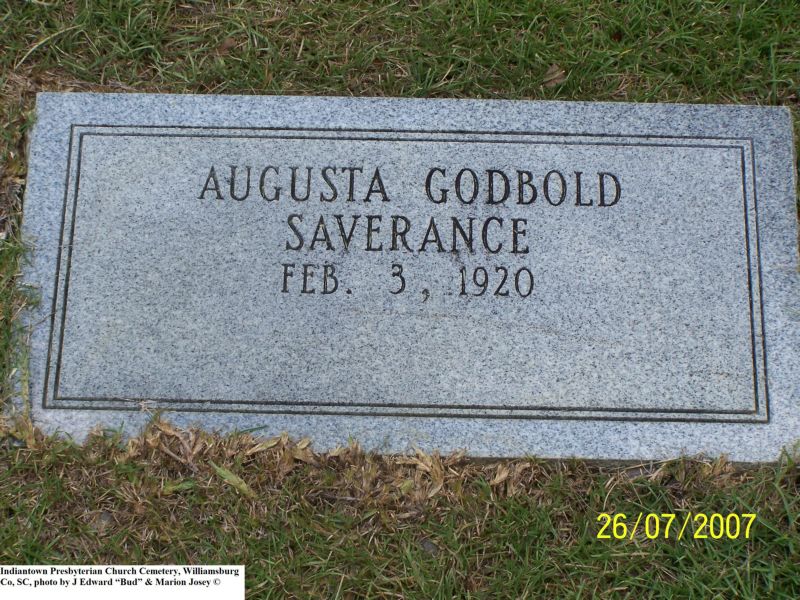 AUGUSTA GODBOLD
SAVERANCE
FEB. 3, 1920
26/07/2007
Indiantown Presbyterian Church Cemetery, Williamsburg
Co, SC, photo by J Edward “Bud” & Marion Josey ©